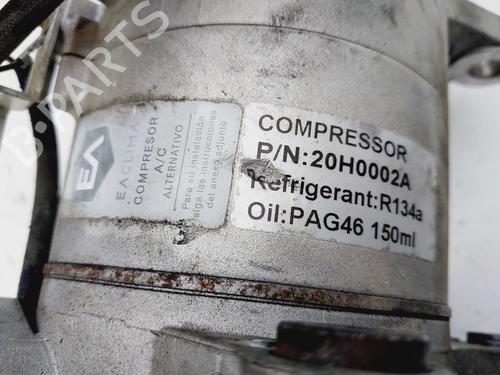 EA
EACLIMA
COMPRESOR
A/C
ALTERNATIVO
Para su instalación
siga las instrucciones
del anexo adjunto
COMPRESSOR
P/N:20H0002A
Refrigerant:R134a
Oil:PAG46 150ml
B-PARTS